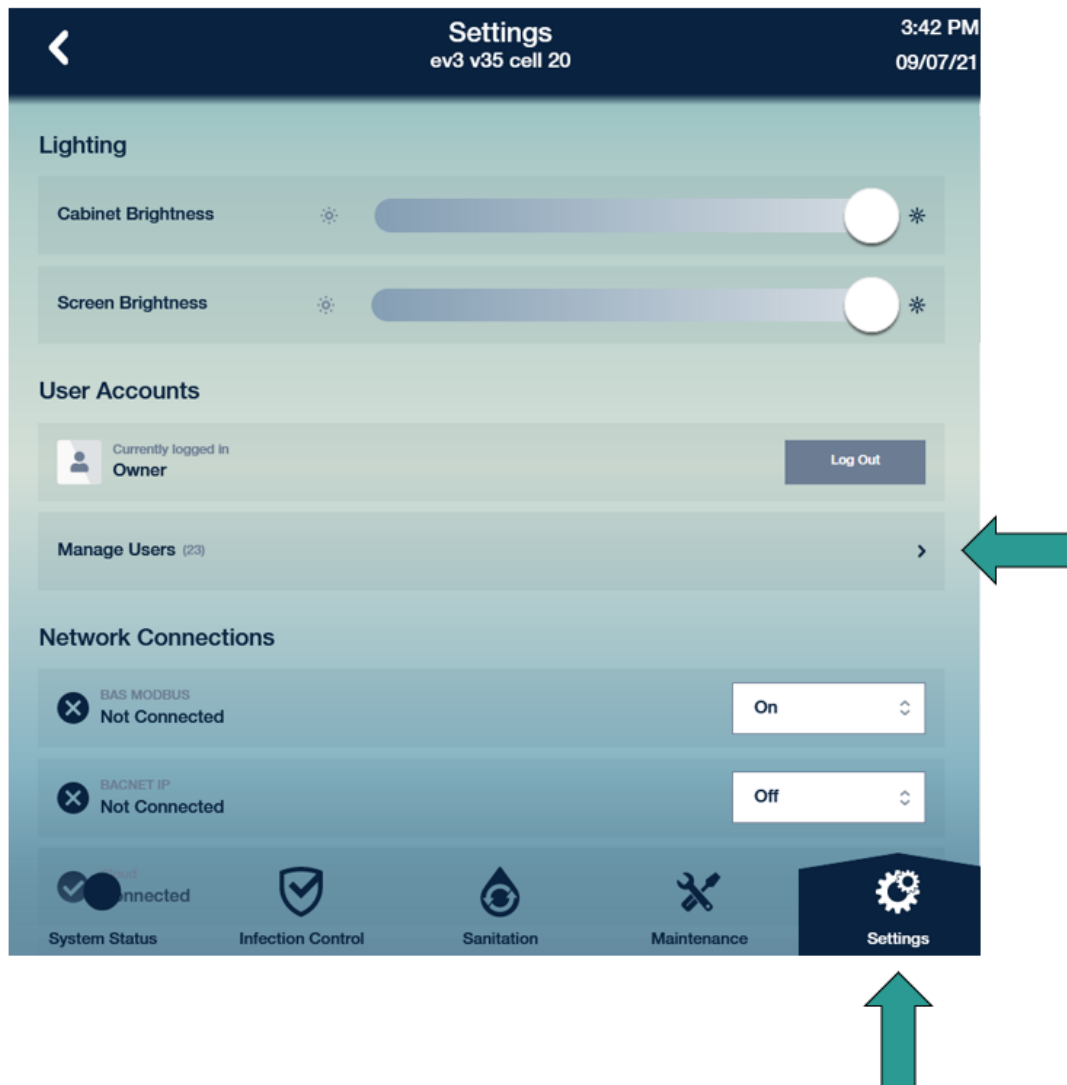 Settings
ev3 v35 cell 20
3:42 PM
09/07/21
Lighting
Cabinet Brightness
Screen Brightness
User Accounts
Currently logged in
Owner
Log Out
Manage Users (23)
Network Connections
BAS MODBUS
Not Connected
On
BACNET IP
Not Connected
Off
System Status
Infection Control
Sanitation
Maintenance
Settings